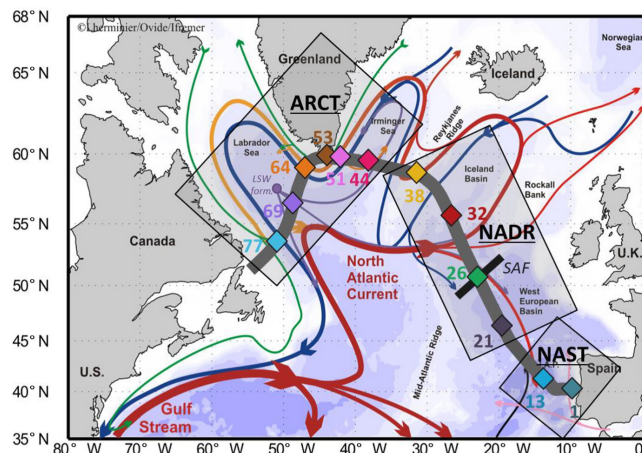 68° N
©Lherminier/Ovide/Ifremer
Norwegian
Sea
Greenland
Iceland
65° N
ARCT
Irminger
Sea
Reykjanes
Ridge
53
Labrador
Sea
60° N
64
51
44
38
LSW
form.
69
Iceland
Basin
Rockall
Bank
32
55° N
77
NADR
Canada
U.K.
North
Atlantic
Current
26
SAF
50° N
West
European
Basin
21
45° N
Mid-Atlantic Ridge
NAST
Spain
U.S.
40° N
13
1
Gulf
Stream
35° N
80° W
70° W
60° W
50° W
40° W
30° W
20° W
10° W
0°